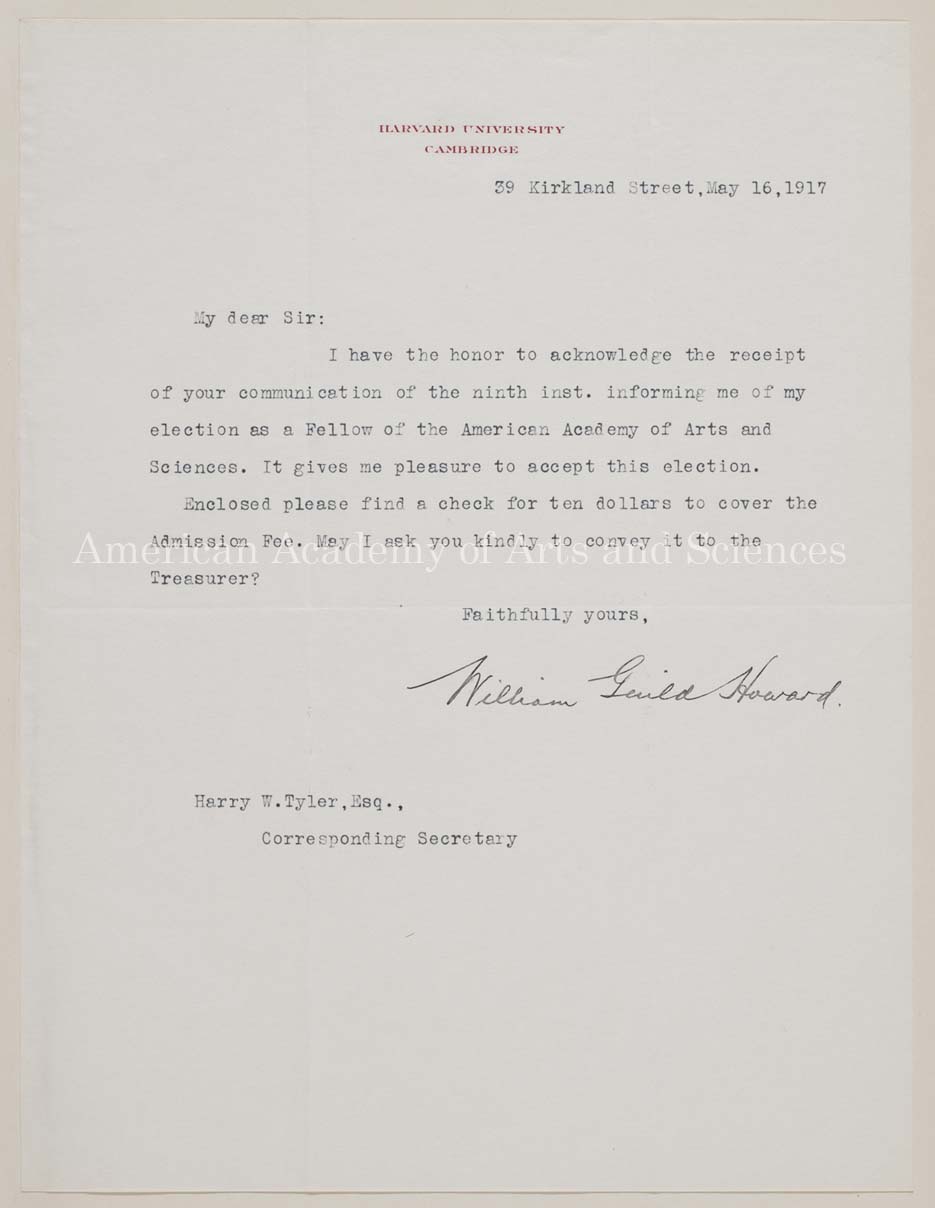 HARVARD UNIVERSITY
CAMBRIDGE
39 Kirkland Street,May 16,1917
My dear Sir:
I have the honor to acknowledge the receipt
of your communication of the ninth inst. informing me of my
election as a Fellow of the American Academy of Arts and
Sciences. It gives me pleasure to accept this election.
Enclosed please find a check for ten dollars to cover the
Admission Fee. May I ask you kindly to convey it to the
American Academy of Arts and Sciences
Treasurer?
Faithfully yours,
William Guild Howard.
Harry W.Tyler,Esq.,
Corresponding Secretary